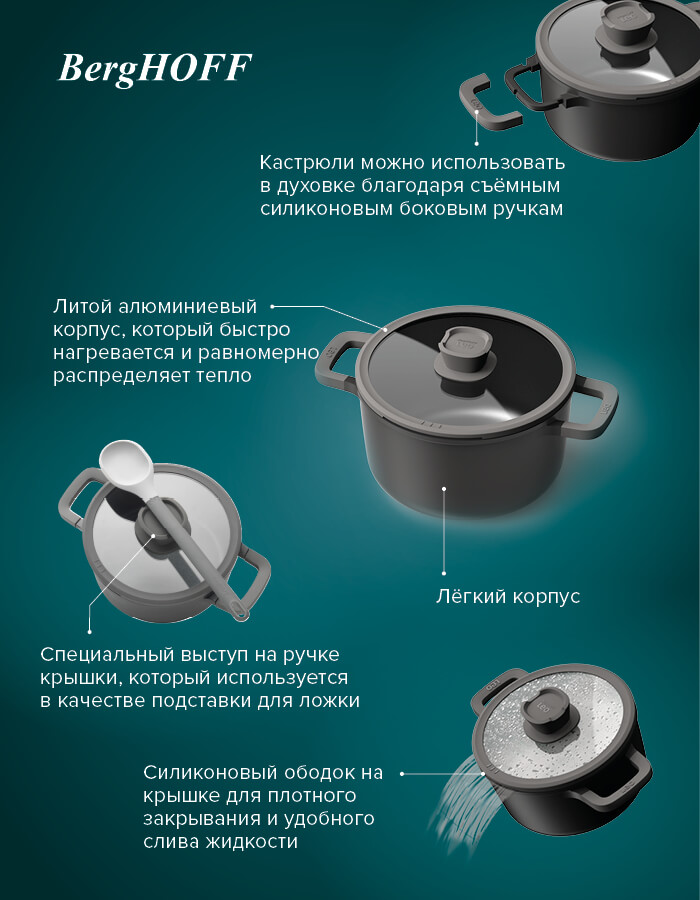 BergHOFF
Кастрюли можно использовать
в духовке благодаря съёмным
силиконовым боковым ручкам
Литой алюминиевый
корпус, который быстро
нагревается и равномерно
распределяет тепло
Лёгкий корпус
Специальный выступ на ручке
крышки, который используется
в качестве подставки для ложки
Силиконовый ободок на
крышке для плотного
закрывания и удобного
слива жидкости